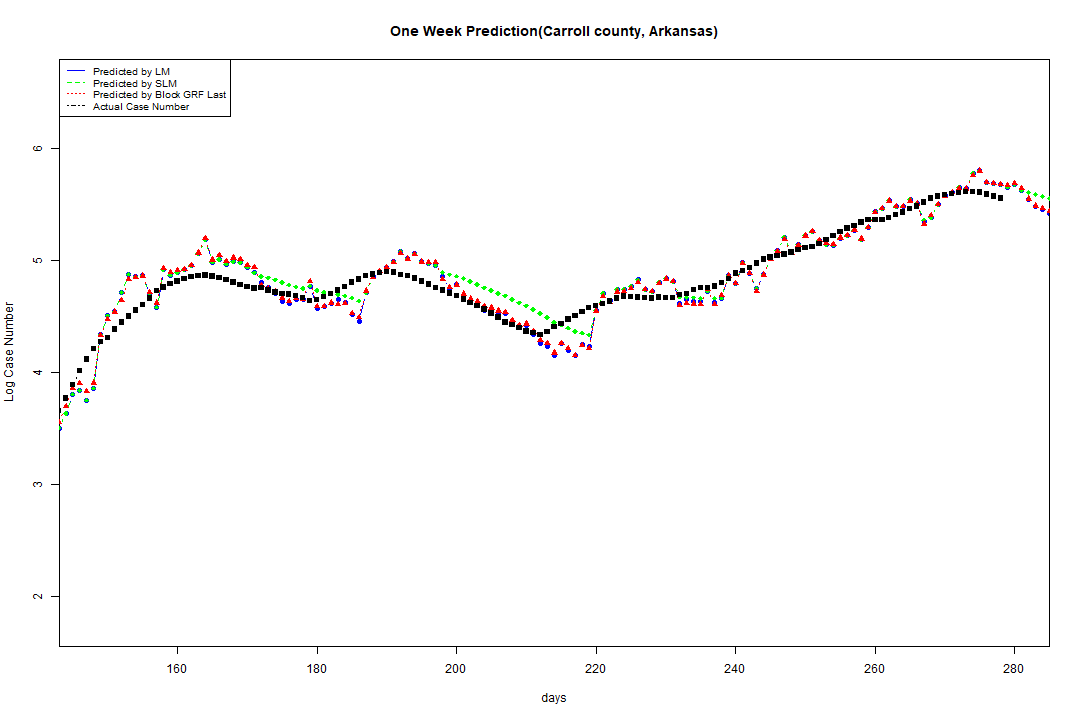 One Week Prediction(Carroll county, Arkansas)
Predicted by LM
Predicted by SLM
Predicted by Block GRF Last
Actual Case Number
6
5
4
3
2
Log Case Number
160 180 200 220 240 260 280
days